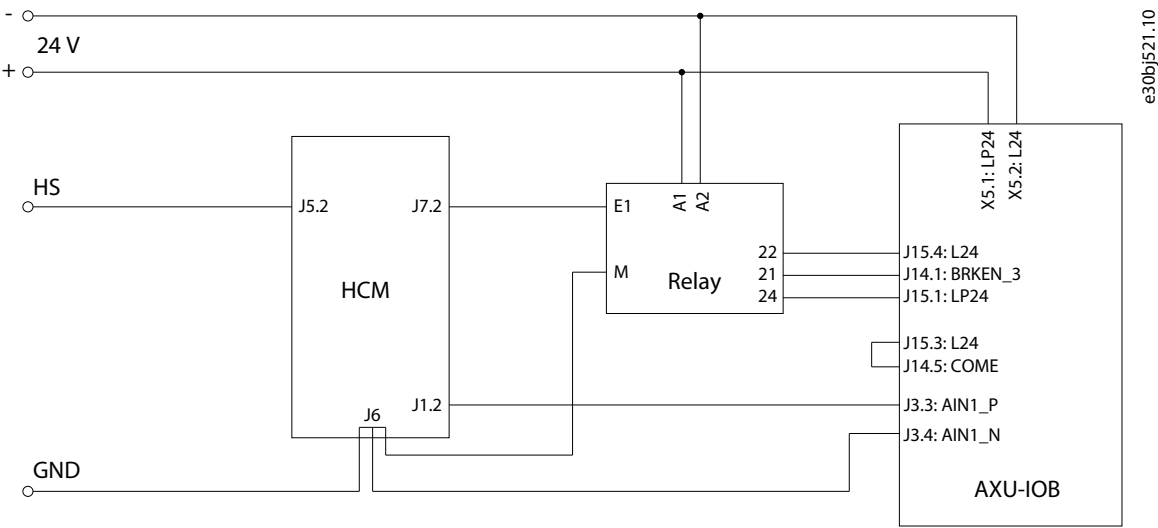 -
24 V
+
e30bj521.10
HS
J5.2
J7.2
HCM
J6
J1.2
GND
E1
A1
A2
M
Relay
22
21
24
X5.1: LP24
X5.2: L24
J15.4: L24
J14.1: BRKEN_3
J15.1: LP24
J15.3: L24
J14.5: COME
J3.3: AIN1_P
J3.4: AIN1_N
AXU-IOB